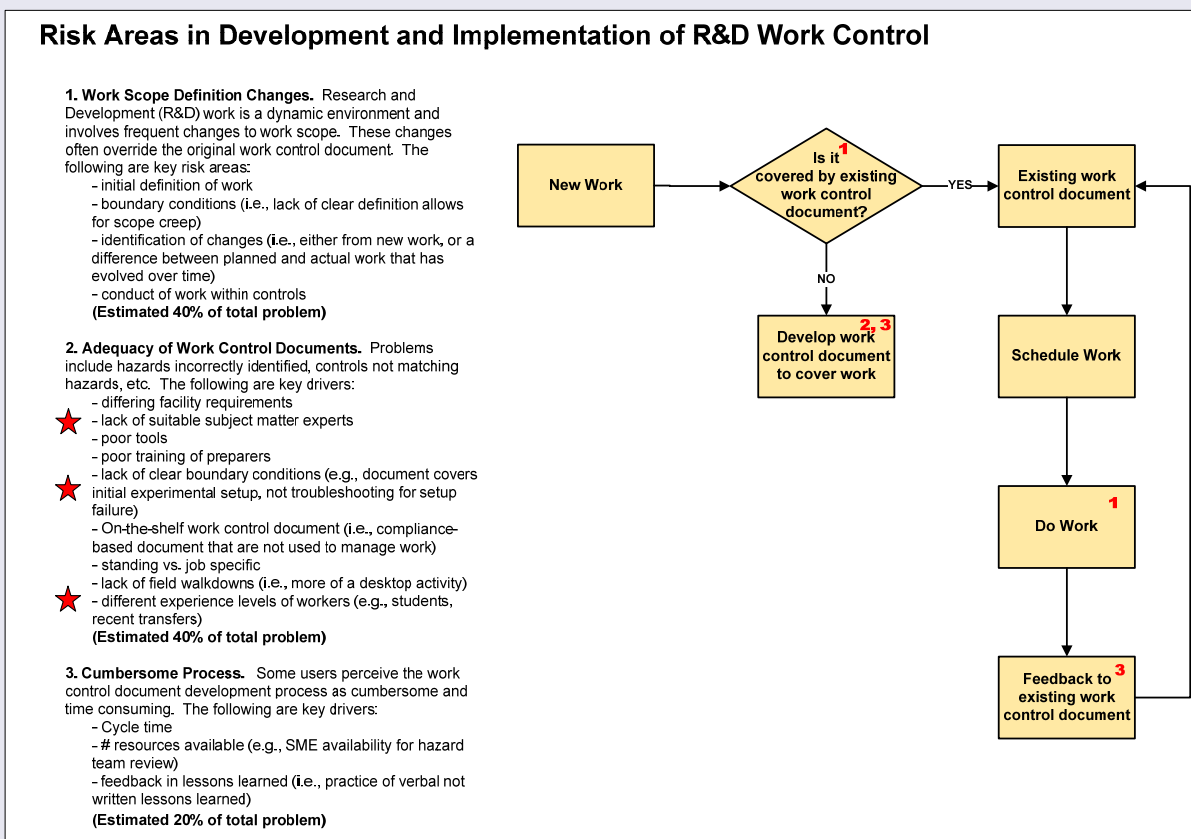 Risk Areas in Development and Implementation of R&D Work Control
1. Work Scope Definition Changes. Research and
Development (R&D) work is a dynamic environment and
involves frequent changes to work scope. These changes
often override the original work control document. The
following are key risk areas:
- initial definition of work
- boundary conditions (i.e., lack of clear definition allows
for scope creep)
- identification of changes (i.e., either from new work, or a
difference between planned and actual work that has
evolved over time)
- conduct of work within controls
(Estimated 40% of total problem)
2. Adequacy of Work Control Documents. Problems
include hazards incorrectly identified, controls not matching
hazards, etc. The following are key drivers:
- differing facility requirements
- lack of suitable subject matter experts
- poor tools
- poor training of preparers
- lack of clear boundary conditions (e.g., document covers
initial experimental setup, not troubleshooting for setup
failure)
- On-the-shelf work control document (i.e., compliance-
based document that are not used to manage work)
- standing vs. job specific
- lack of field walkdowns (i.e., more of a desktop activity)
- different experience levels of workers (e.g., students,
recent transfers)
(Estimated 40% of total problem)
3. Cumbersome Process. Some users perceive the work
control document development process as cumbersome and
time consuming. The following are key drivers:
- Cycle time
- # resources available (e.g., SME availability for hazard
team review)
- feedback in lessons learned (i.e., practice of verbal not
written lessons learned)
(Estimated 20% of total problem)
New Work
1
Is it
covered by existing
work control
document?
YES
NO
2, 3
Develop work
control document
to cover work
Existing work
control document
Schedule Work
1
Do Work
3
Feedback to
existing work
control document